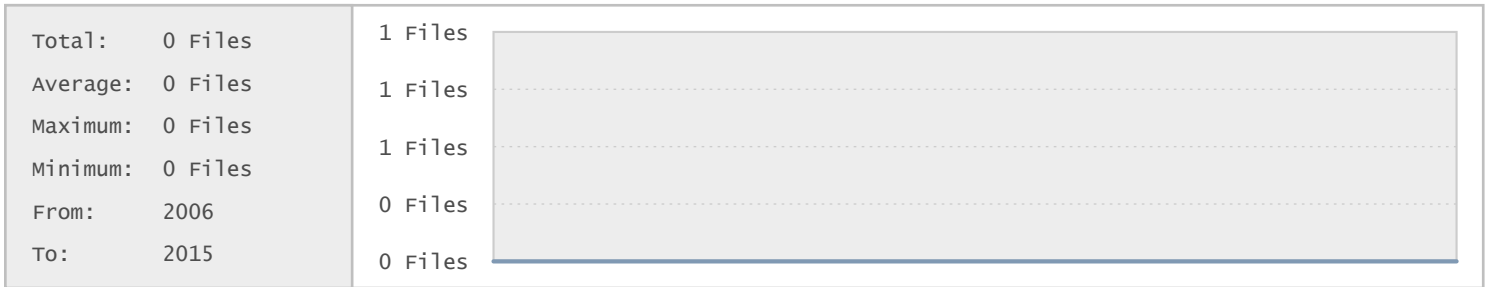 Total: 0 Files
Average: 0 Files
Maximum: 0 Files
Minimum: 0 Files
From: 2006
To: 2015
1 Files
1 Files
1 Files
0 Files
0 Files